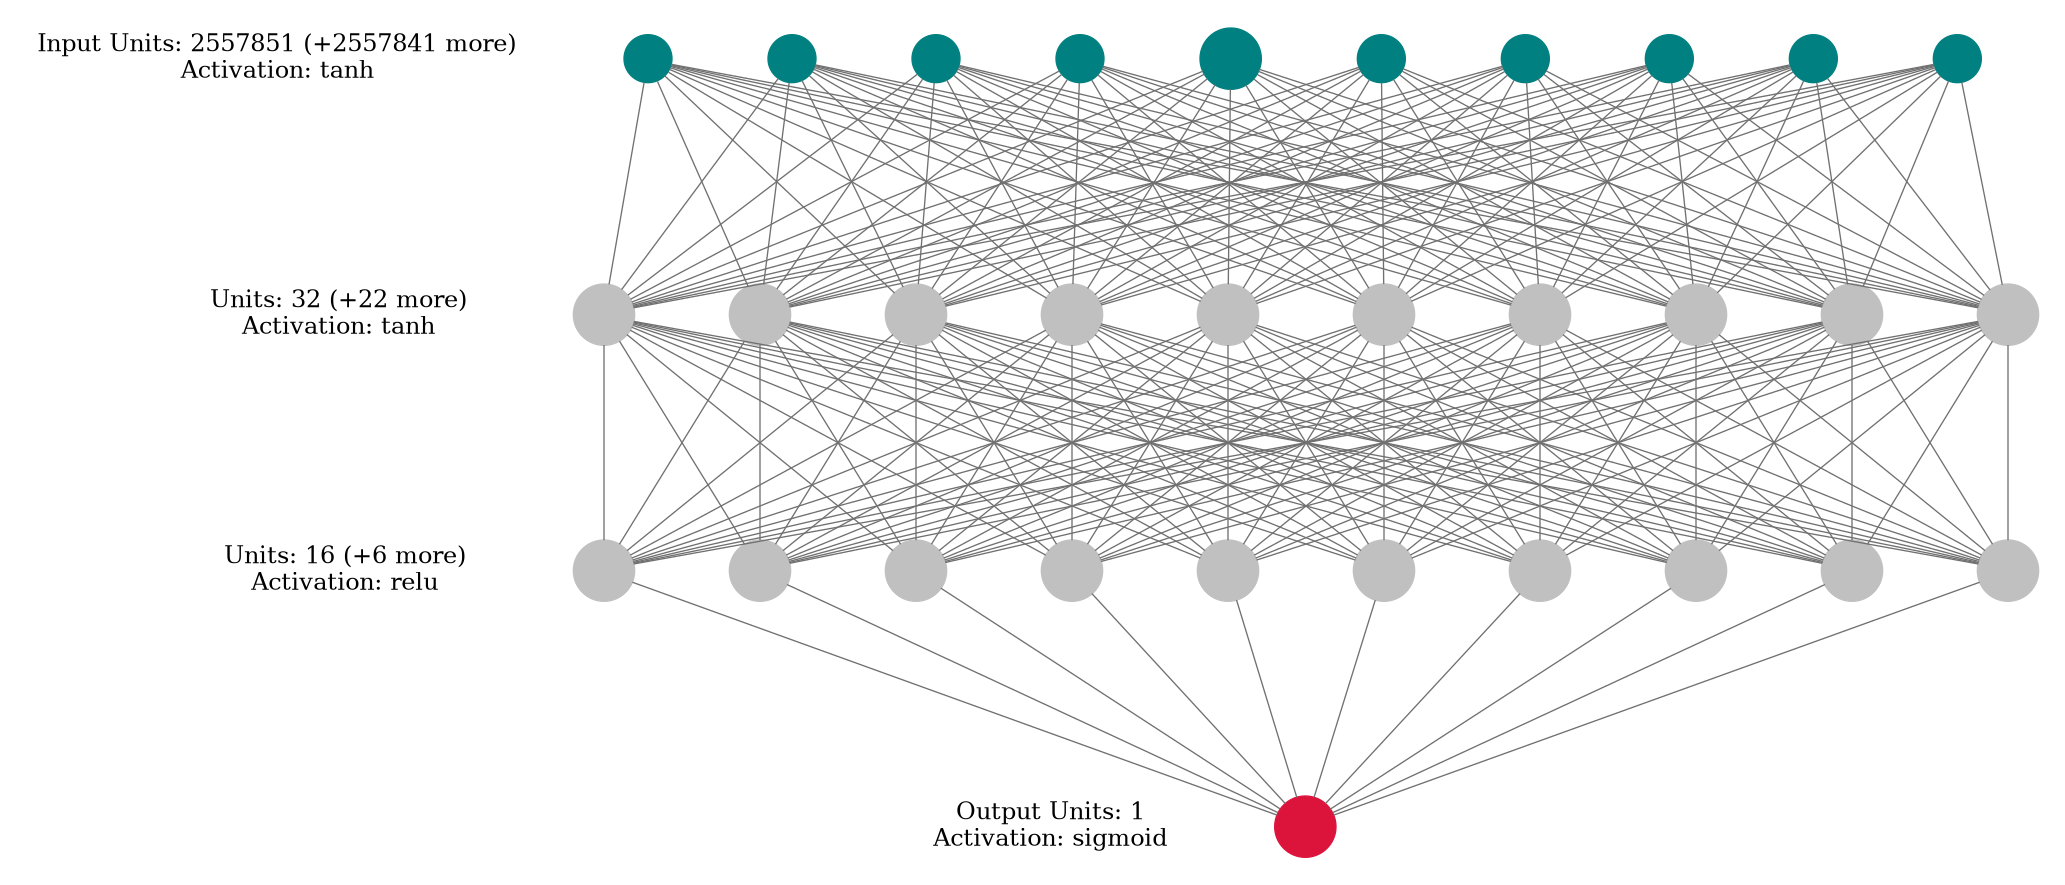 Input Units: 2557851 (+2557841 more)
Activation: tanh
Units: 32 (+22 more)
Activation: tanh
Units: 16 (+6 more)
Activation: relu
Output Units: 1
Activation: sigmoid